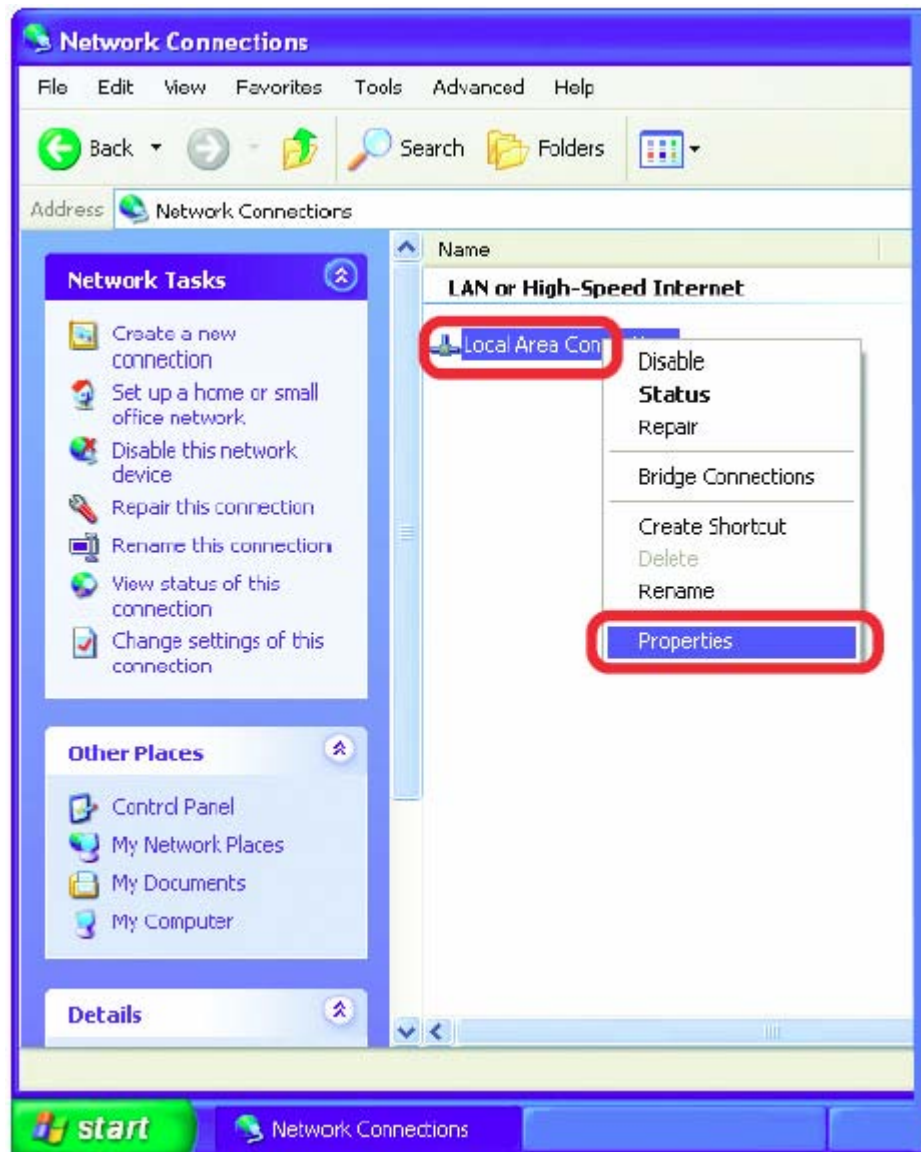 Network Connections
File Edit View Favorites Tools Advanced Help
Back Search Folders
Address Network Connections
Network Tasks
Create a new
connection
Set up a home or small
office network
Disable this network
device
Repair this connection
Rename this connection
View status of this
connection
Change settings of this
connection
Other Places
Control Panel
My Network Places
My Documents
My Computer
Details
Name
LAN or High-Speed Internet
Local Area Con
Disable
Status
Repair
Bridge Connections
Create Shortcut
Delete
Rename
Properties
start Network Connections